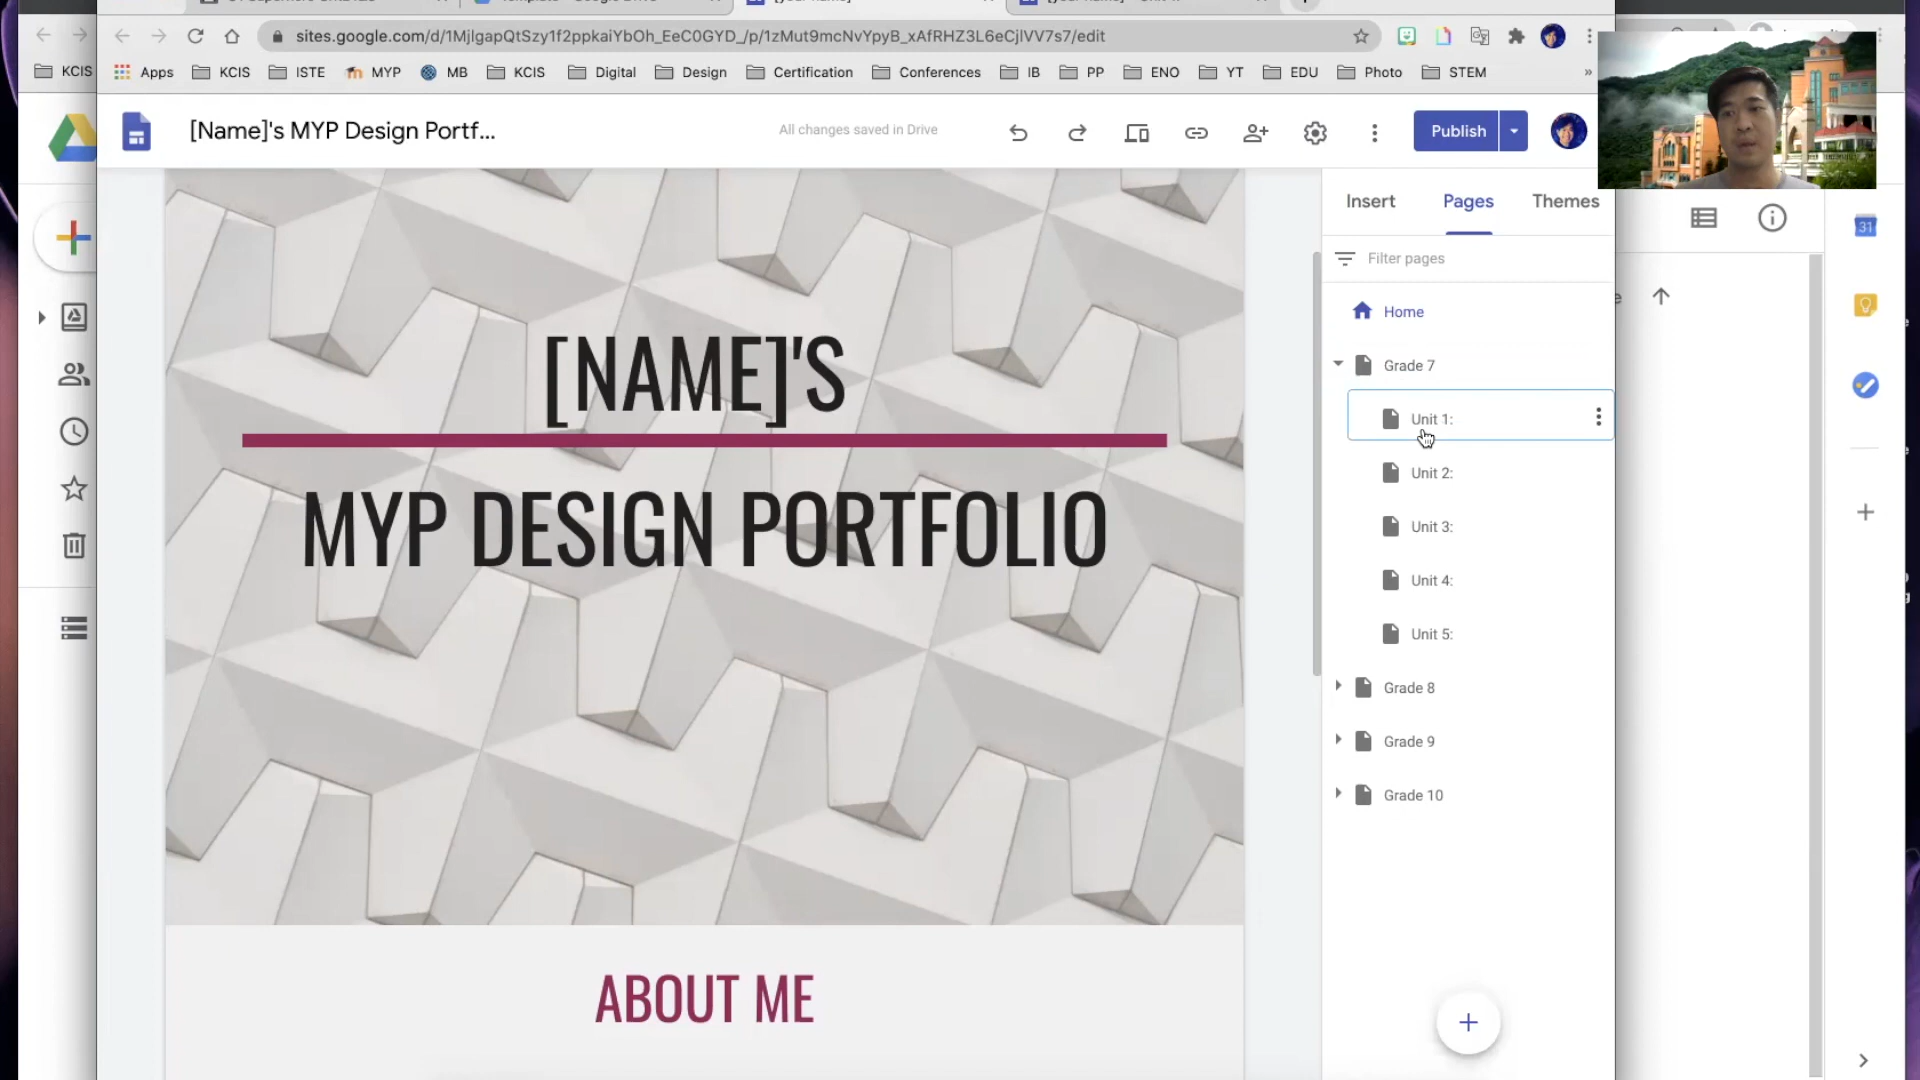 sites.google.com/d/1MjlgapQtSzy1f2ppkaiYbOh_EeC0GYD_/p/1zMut9mcNvYpyB_xAfRHZ3L6eCjlVV7s7/edit
KCIS
Apps
KCIS
ISTE
MYP
MB
KCIS
Digital
Design
Certification
Conferences
IB
PP
ENO
YT
EDU
Photo
STEM
»
[Name]'s MYP Design Portf...
All changes saved in Drive
Publish
Insert
Pages
Themes
Filter pages
Home
Grade 7
Unit 1:
Unit 2:
Unit 3:
Unit 4:
Unit 5:
Grade 8
Grade 9
Grade 10
[NAME]'S
MYP DESIGN PORTFOLIO
ABOUT ME
31